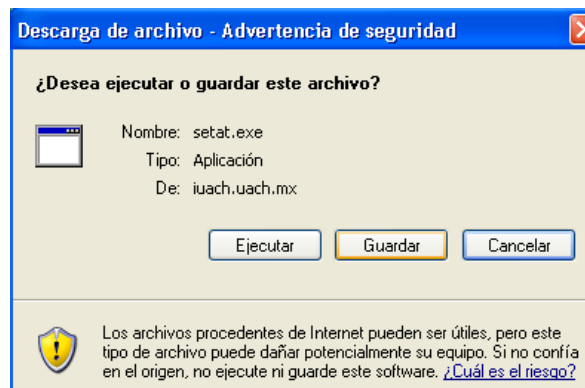 Descarga de archivo - Advertencia de seguridad
¿Desea ejecutar o guardar este archivo?
Nombre: setat.exe
Tipo: Aplicación
De: iuach.uach.mx
Ejecutar Guardar Cancelar
Los archivos procedentes de Internet pueden ser útiles, pero este
tipo de archivo puede dañar potencialmente su equipo. Si no confía
en el origen, no ejecute ni guarde este software. ¿Cuál es el riesgo?